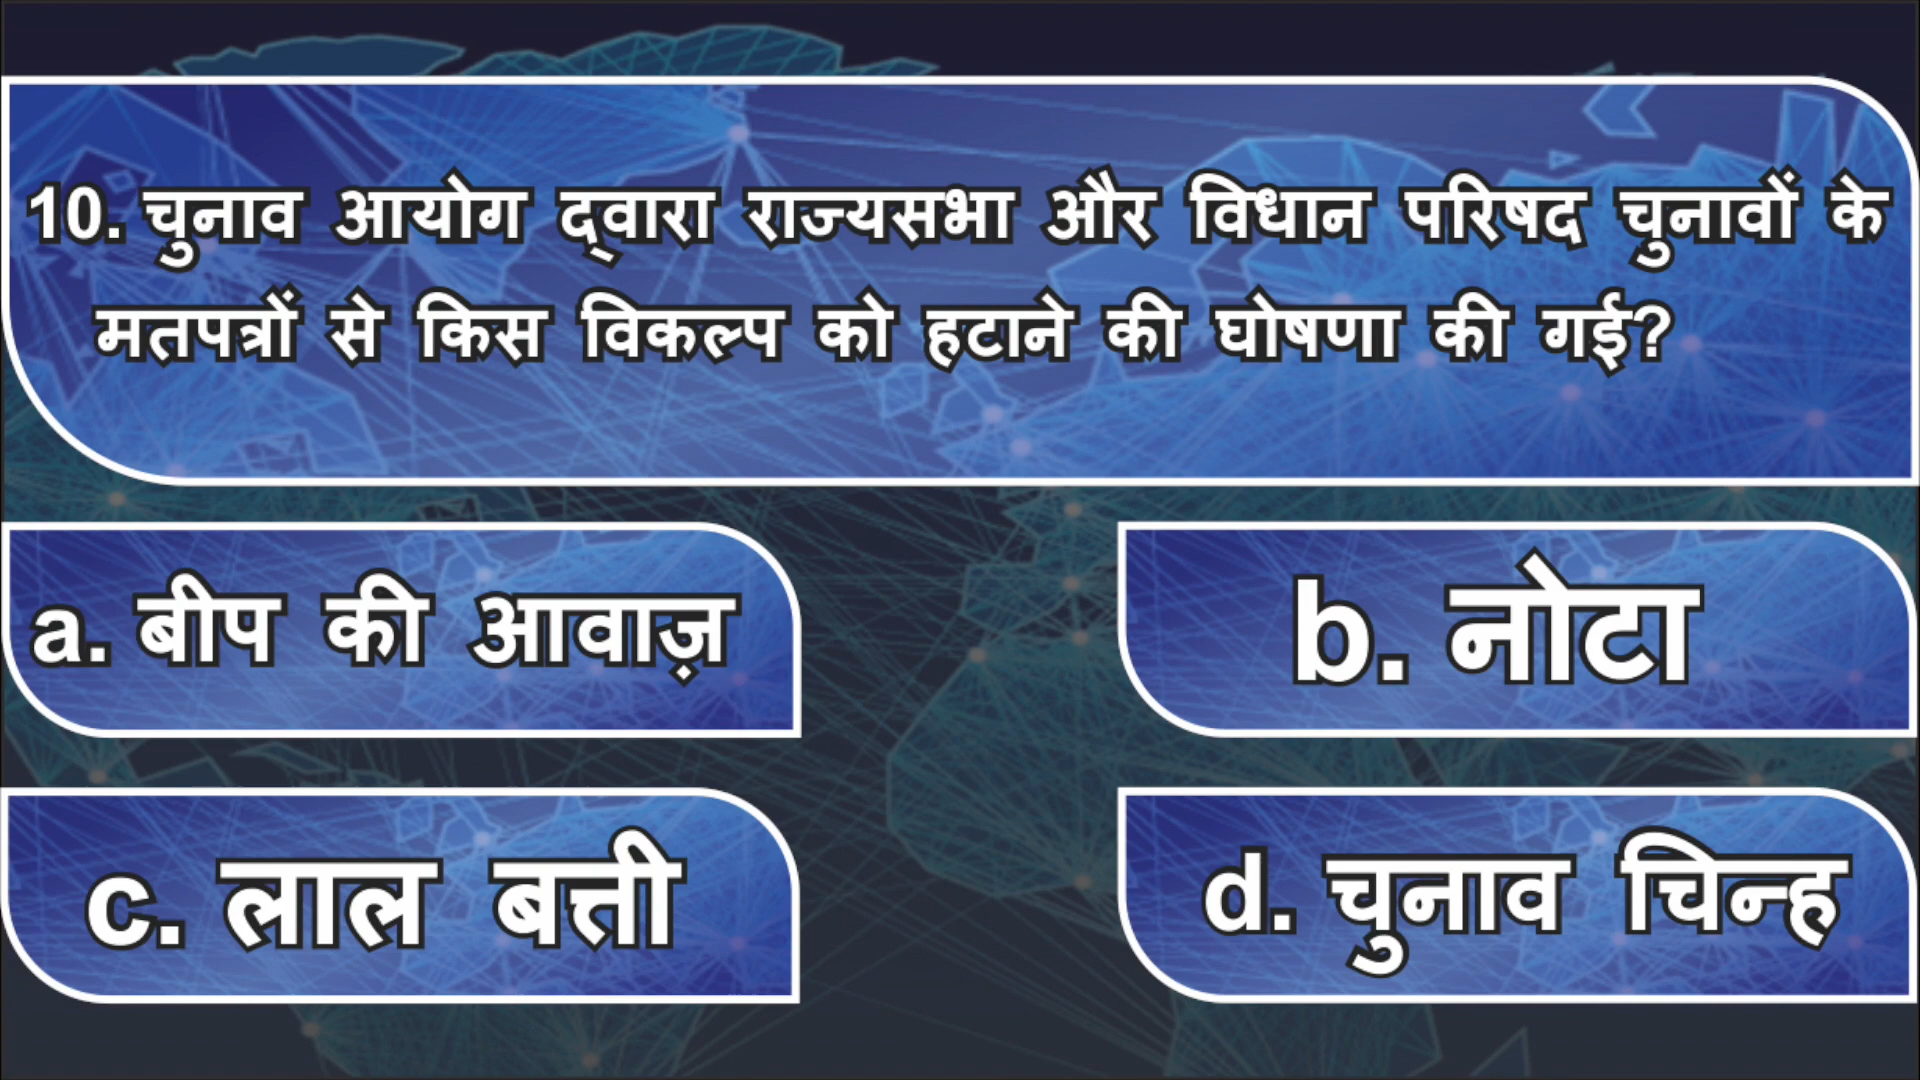 10. चुनाव आयोग द्‌वारा राज्यसभा और विधान परिषद चुनावों के
मतपत्रों से किस विकल्प को हटाने की घोषणा की गई?
a. बीप की आवाज़
b. नोटा
c. लाल बत्ती
d. चुनाव चिन्ह